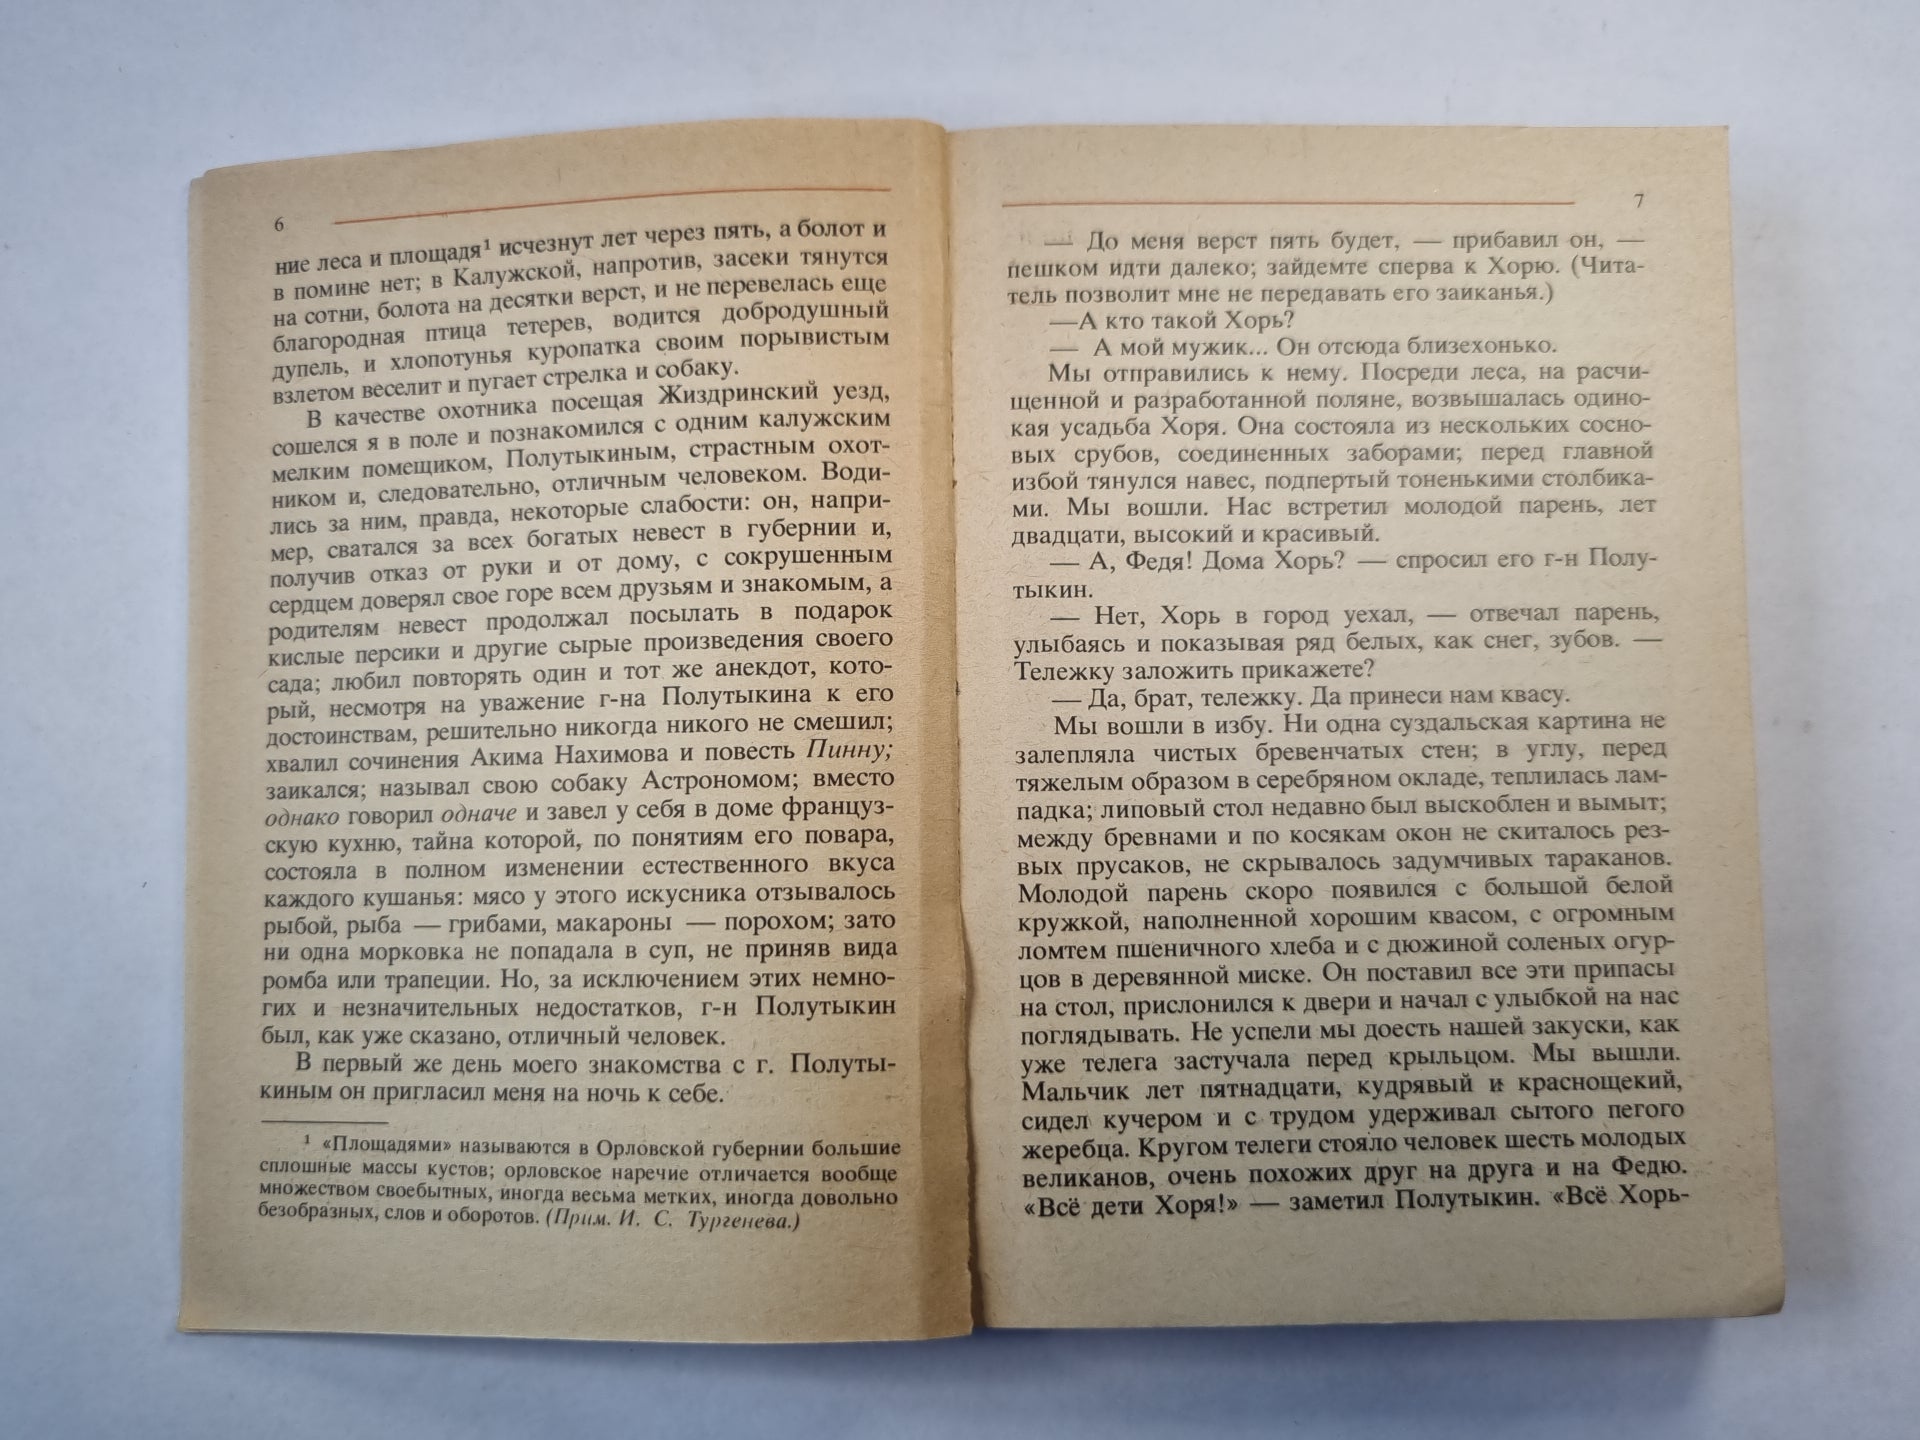 6
ние леса и площадя¹ исчезнут лет через пять, а болот и
в помине нет; в Калужской, напротив, засеки тянутся
на сотни, болота на десятки верст, и не перевелась еще
благородная птица тетерев, водится добродушный
дупель, и хлопотунья куропатка своим порывистым
взлетом веселит и пугает стрелка и собаку.
В качестве охотника посещая Жиздринский уезд,
сошелся я в поле и познакомился с одним калужским
мелким помещиком, Полутыкиным, страстным охот-
ником и, следовательно, отличным человеком. Води-
лись за ним, правда, некоторые слабости: он, напри-
мер, сватался за всех богатых невест в губернии и,
получив отказ от руки и от дому, с сокрушенным
сердцем доверял свое горе всем друзьям и знакомым, а
родителям невест продолжал посылать в подарок
кислые персики и другие сырые произведения своего
сада; любил повторять один и тот же анекдот, кото-
рый, несмотря на уважение г-на Полутыкина к его
достоинствам, решительно никогда никого не смешил;
хвалил сочинения Акима Нахимова и повесть Пинну;
заикался; называл свою собаку Астрономом; вместо
однако говорил одначе и завел у себя в доме француз-
скую кухню, тайна которой, по понятиям его повара,
состояла в полном изменении естественного вкуса
каждого кушанья: мясо у этого искусника отзывалось
рыбой, рыба — грибами, макароны — порохом; зато
ни одна морковка не попадала в суп, не приняв вида
ромба или трапеции. Но, за исключением этих немно-
гих и незначительных недостатков, г-н Полутыкин
был, как уже сказано, отличный человек.
В первый же день моего знакомства с г. Полуты-
киным он пригласил меня на ночь к себе.
¹ «Площадями» называются в Орловской губернии большие
сплошные массы кустов; орловское наречие отличается вообще
множеством своебытных, иногда весьма метких, иногда довольно
безобразных, слов и оборотов. (Прим. И. С. Тургенева.)
7
— До меня верст пять будет, — прибавил он, —
пешком идти далеко; зайдемте сперва к Хорю. (Чита-
тель позволит мне не передавать его заиканья.)
—А кто такой Хорь?
— А мой мужик... Он отсюда близехонько.
Мы отправились к нему. Посреди леса, на расчи-
щенной и разработанной поляне, возвышалась одино-
кая усадьба Хоря. Она состояла из нескольких сосно-
вых срубов, соединенных заборами; перед главной
избой тянулся навес, подпертый тоненькими столбика-
ми. Мы вошли. Нас встретил молодой парень, лет
двадцати, высокий и красивый.
— А, Федя! Дома Хорь? — спросил его г-н Полу-
тыкин.
— Нет, Хорь в город уехал, — отвечал парень,
улыбаясь и показывая ряд белых, как снег, зубов. —
Тележку заложить прикажете?
— Да, брат, тележку. Да принеси нам квасу.
Мы вошли в избу. Ни одна суздальская картина не
залепляла чистых бревенчатых стен; в углу, перед
тяжелым образом в серебряном окладе, теплилась лам-
падка; липовый стол недавно был выскоблен и вымыт;
между бревнами и по косякам окон не скиталось рез-
вых прусаков, не скрывалось задумчивых тараканов.
Молодой парень скоро появился с большой белой
кружкой, наполненной хорошим квасом, с огромным
ломтем пшеничного хлеба и с дюжиной соленых огур-
цов в деревянной миске. Он поставил все эти припасы
на стол, прислонился к двери и начал с улыбкой на нас
поглядывать. Не успели мы доесть нашей закуски, как
уже телега застучала перед крыльцом. Мы вышли.
Мальчик лет пятнадцати, кудрявый и краснощекий,
сидел кучером и с трудом удерживал сытого пегого
жеребца. Кругом телеги стояло человек шесть молодых
великанов, очень похожих друг на друга и на Федю.
«Всё дети Хоря!» — заметил Полутыкин. «Всё Хорь-